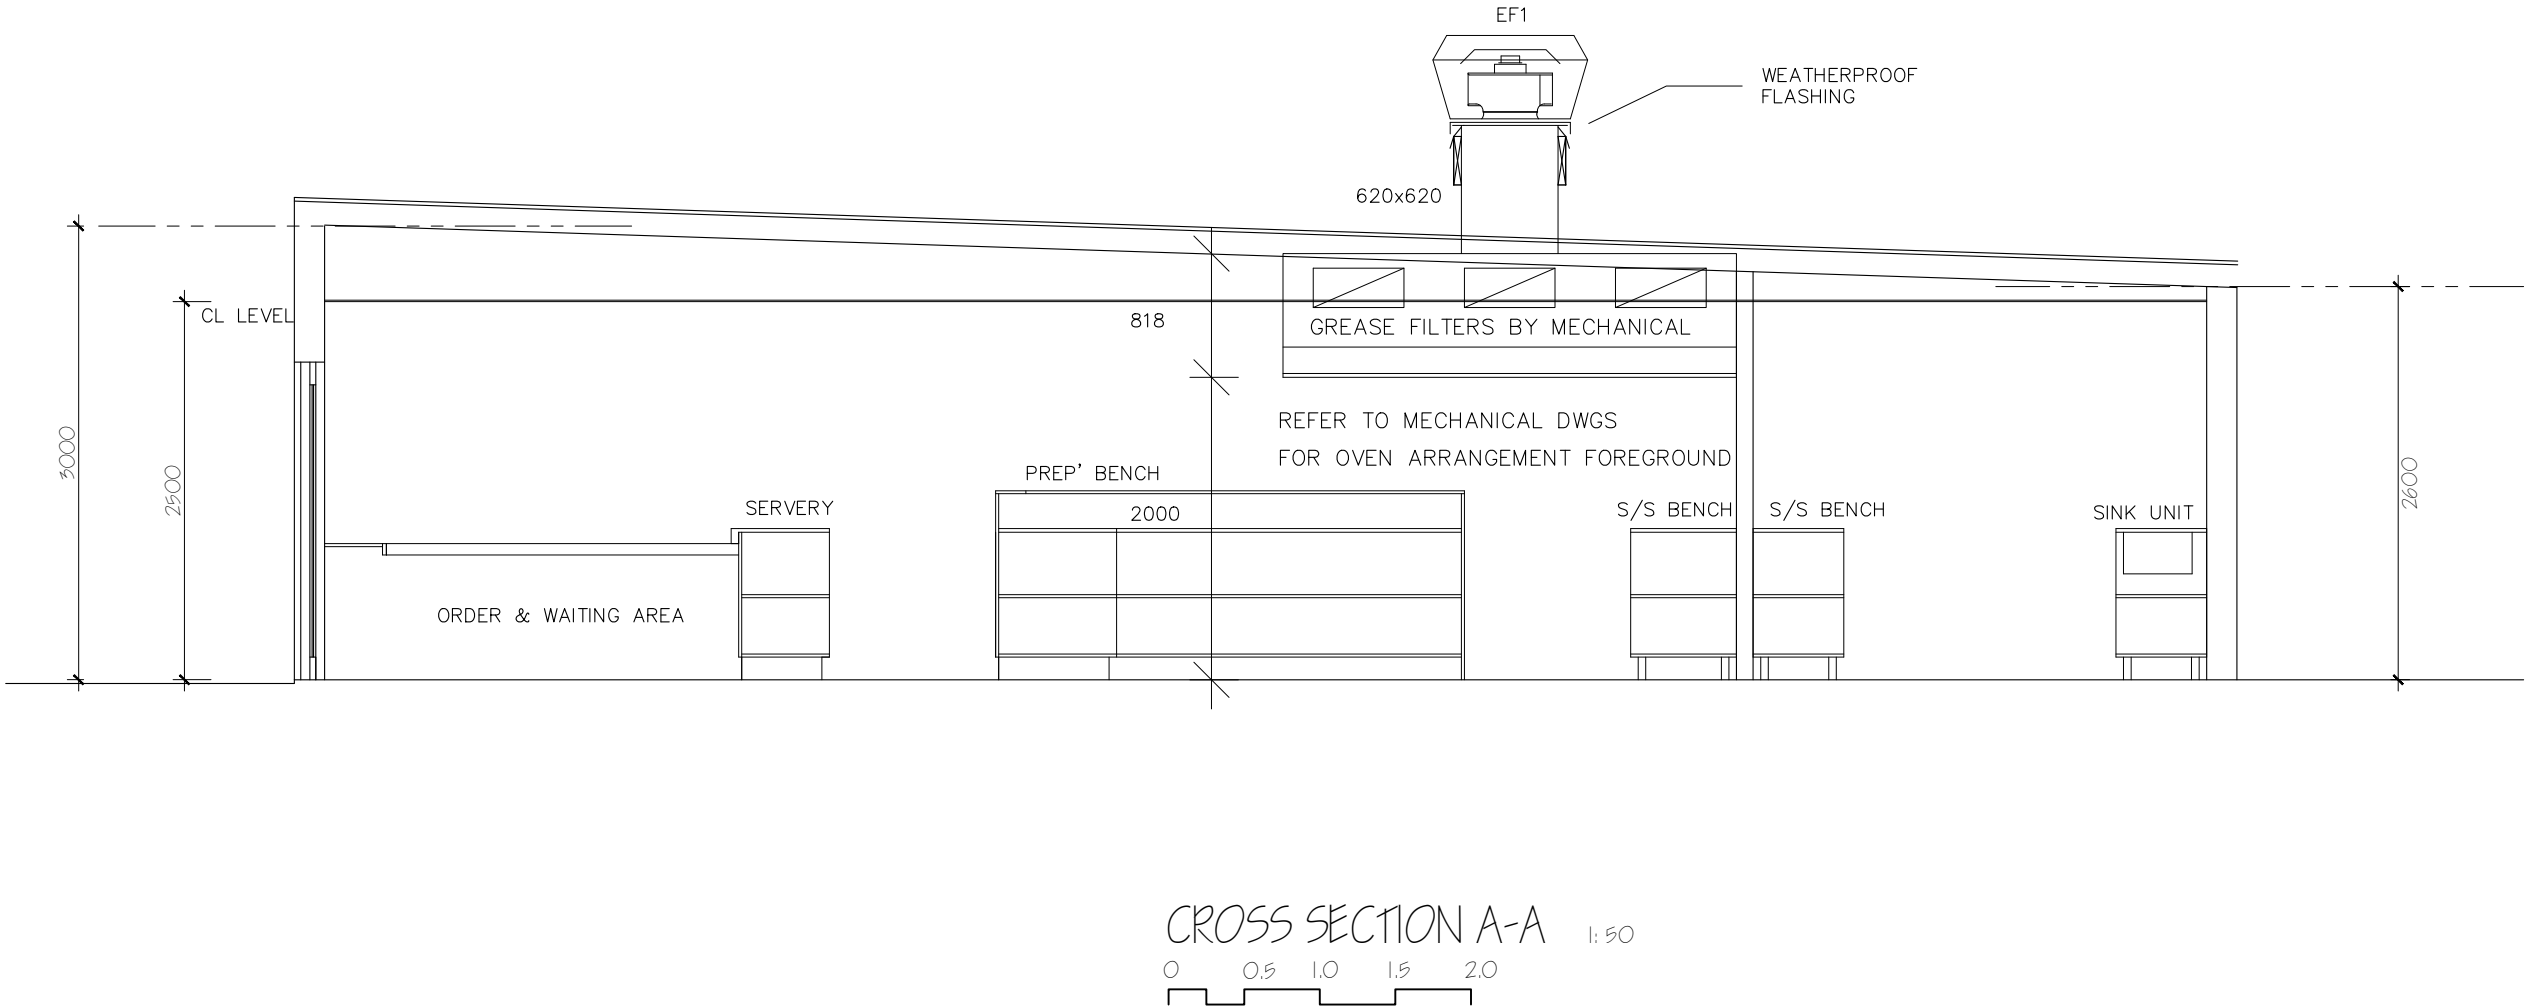 EF1
WEATHERPROOF
FLASHING
620x620
CL LEVEL
818
GREASE FILTERS BY MECHANICAL
REFER TO MECHANICAL DWGS
FOR OVEN ARRANGEMENT FOREGROUND
3000
2500
2600
PREP' BENCH
SERVERY
2000
S/S BENCH
S/S BENCH
SINK UNIT
ORDER & WAITING AREA
CROSS SECTION A-A 1:50
0 0.5 1.0 1.5 2.0